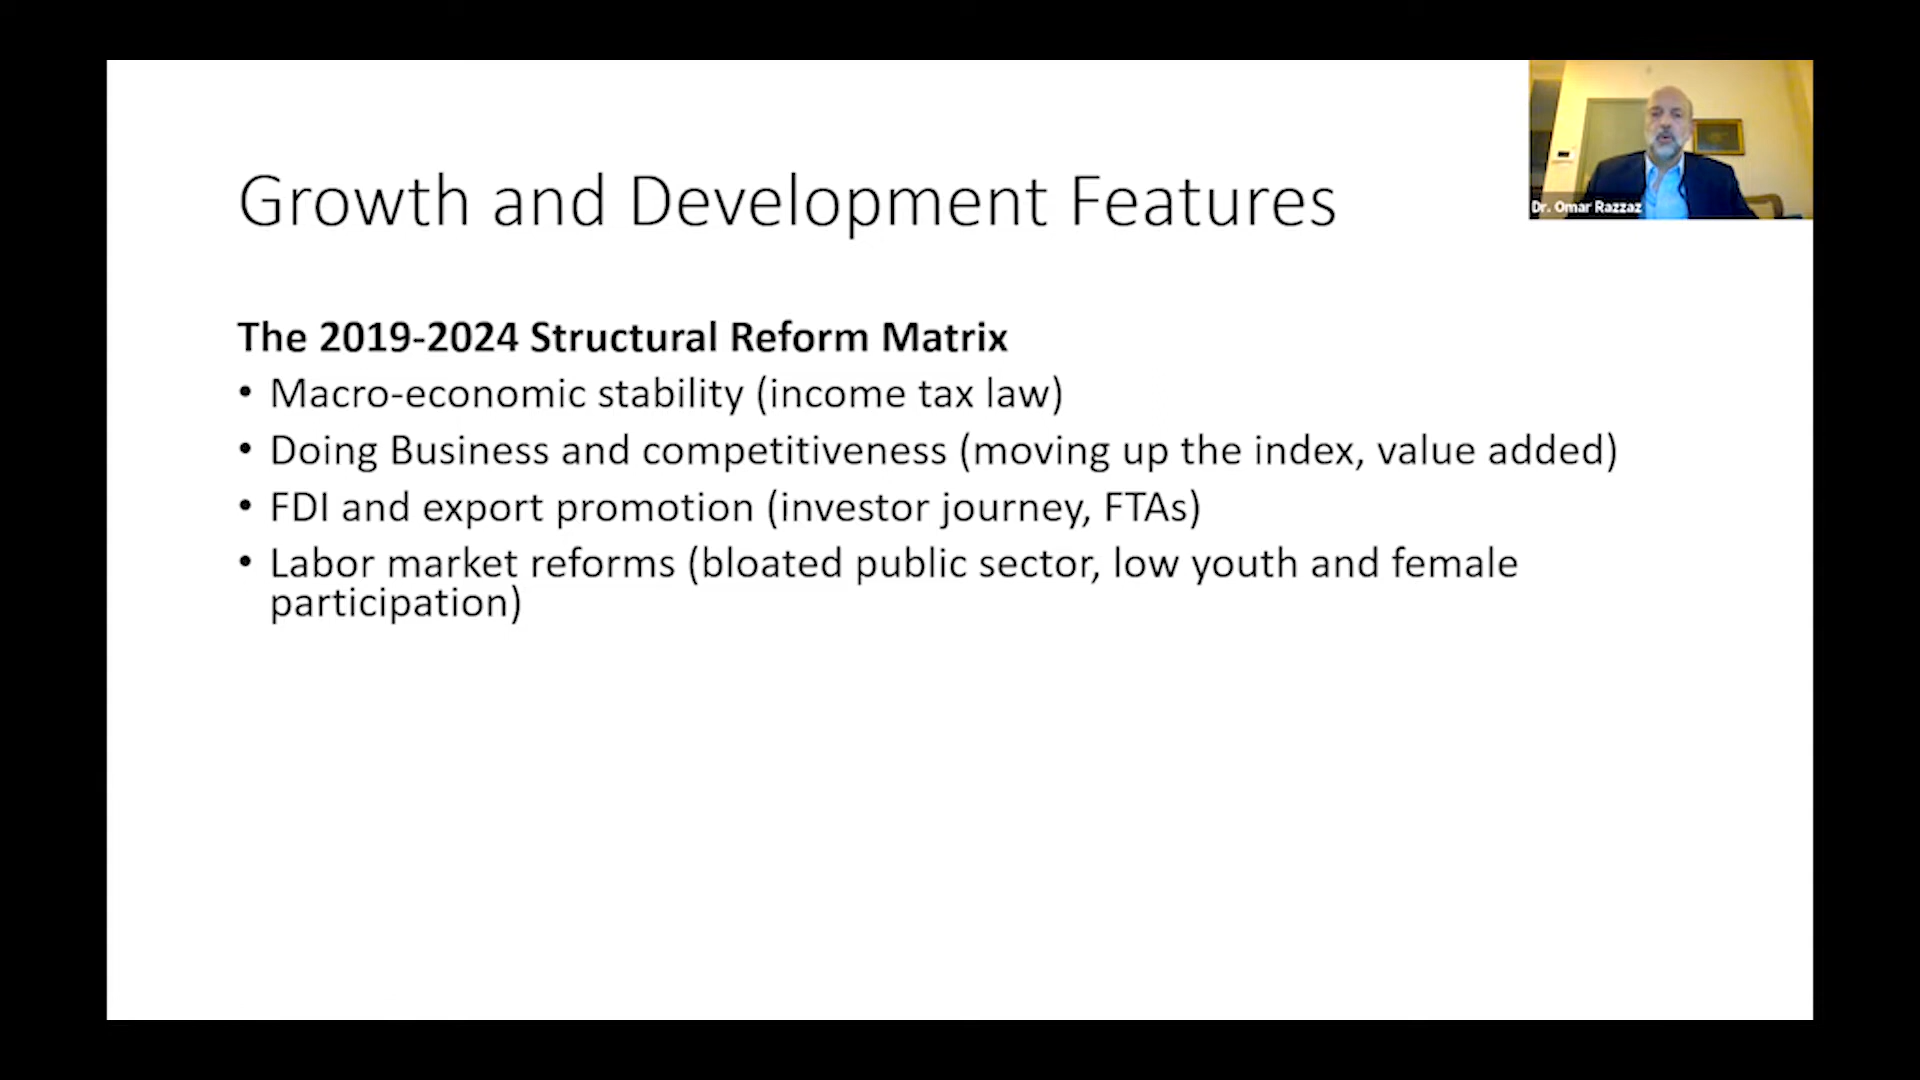 Growth and Development Features
Dr. Omar Razzaz
The 2019-2024 Structural Reform Matrix
• Macro-economic stability (income tax law)
• Doing Business and competitiveness (moving up the index, value added)
• FDI and export promotion (investor journey, FTAs)
• Labor market reforms (bloated public sector, low youth and female
participation)